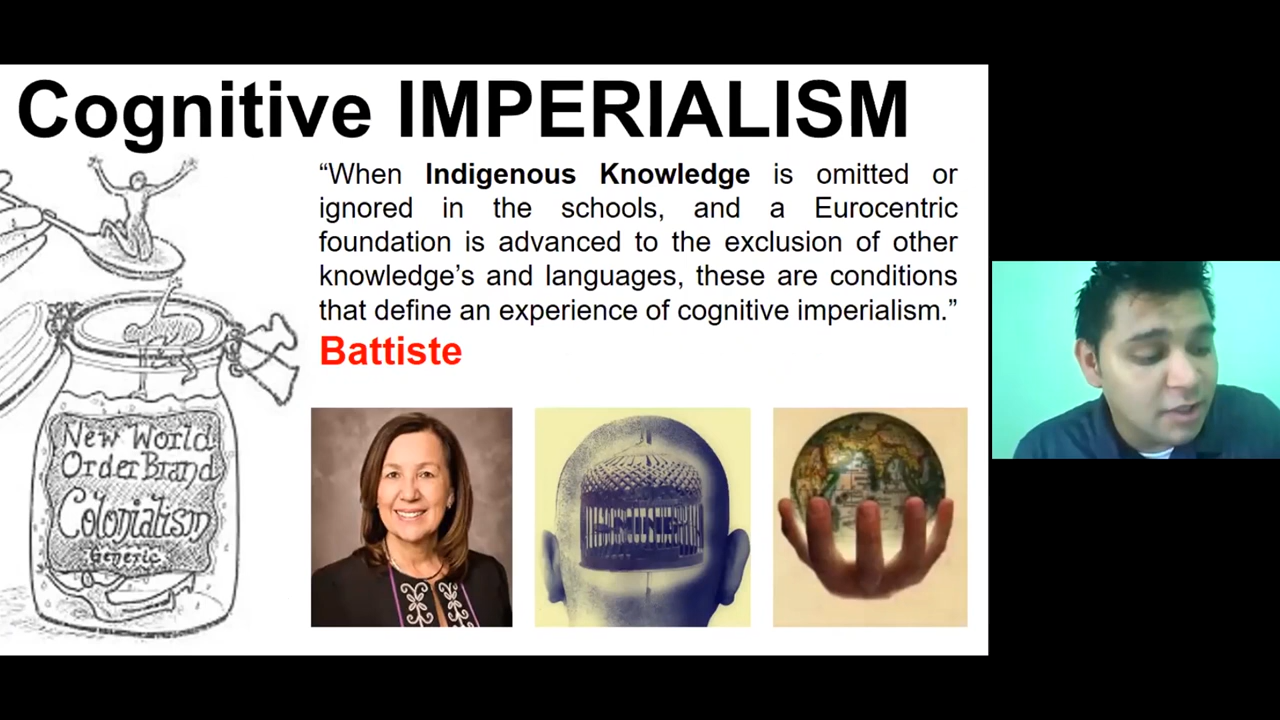 Cognitive IMPERIALISM
“When Indigenous Knowledge is omitted or
ignored in the schools, and a Eurocentric
foundation is advanced to the exclusion of other
knowledge’s and languages, these are conditions
that define an experience of cognitive imperialism.”
Battiste
New World
Order Brand
Colonialism
Generic
MIND